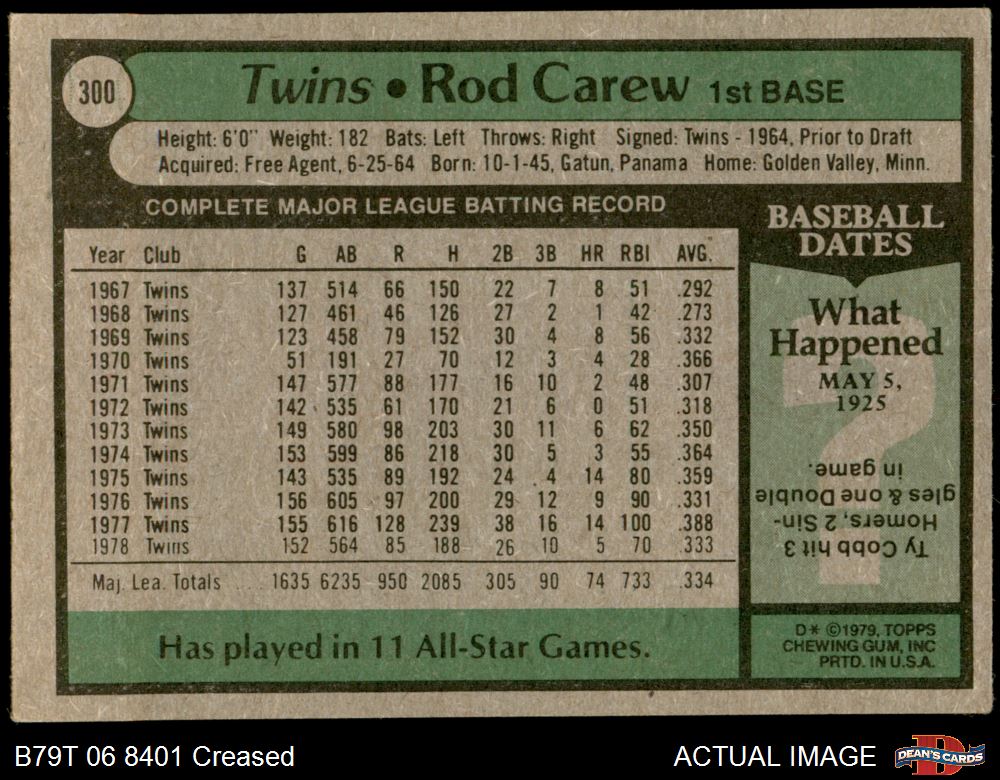 300
Twins • Rod Carew 1st BASE
Height: 6'0" Weight: 182 Bats: Left Throws: Right Signed: Twins - 1964, Prior to Draft
Acquired: Free Agent, 6-25-64 Born: 10-1-45, Gatun, Panama Home: Golden Valley, Minn.
COMPLETE MAJOR LEAGUE BATTING RECORD
Year Club G AB R H 2B 3B HR RBI AVG.
1967 Twins 137 514 66 150 22 7 8 51 .292
1968 Twins 127 461 46 126 27 2 1 42 .273
1969 Twins 123 458 79 152 30 4 8 56 .332
1970 Twins 51 191 27 70 12 3 4 28 .366
1971 Twins 147 577 88 177 16 10 2 48 .307
1972 Twins 142 535 61 170 21 6 0 51 .318
1973 Twins 149 580 98 203 30 11 6 62 .350
1974 Twins 153 599 86 218 30 5 3 55 .364
1975 Twins 143 535 89 192 24 4 14 80 .359
1976 Twins 156 605 97 200 29 12 9 90 .331
1977 Twins 155 616 128 239 38 16 14 100 .388
1978 Twins 152 564 85 188 26 10 5 70 .333
Maj. Lea. Totals 1635 6235 950 2085 305 90 74 733 .334
Has played in 11 All-Star Games.
BASEBALL
DATES
What
Happened
MAY 5,
1925
?
Ty Cobb hit 3
Homers, 2 Sin-
gles & one Double
in game.
D* ©1979, TOPPS
CHEWING GUM, INC
PRTD. IN U.S.A.
B79T 06 8401 Creased
ACTUAL IMAGE
D
DEAN'S CARDS